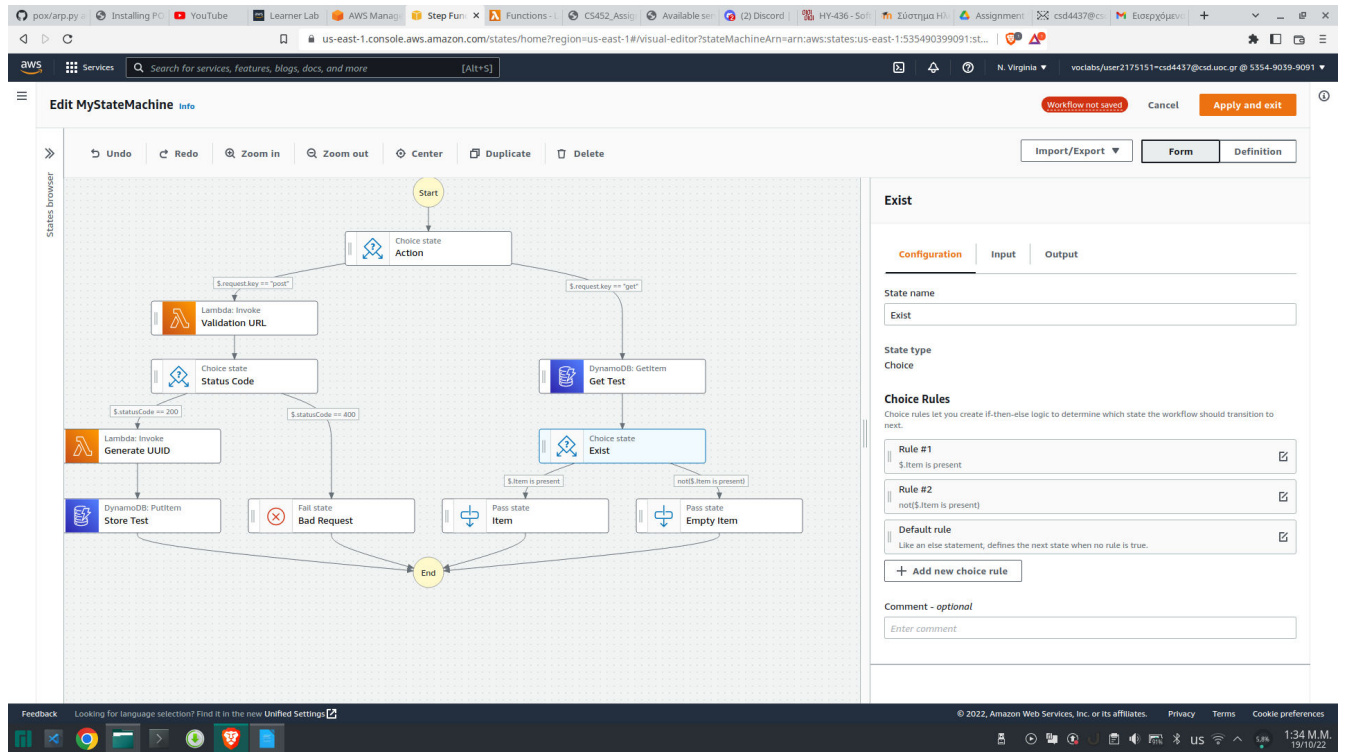 pox/arp.py a
Installing PO
YouTube
Learner Lab
AWS Manag
Step Fun
Functions - L
CS452_Assig
Available ser
(2) Discord |
HY-436 - Sof
Σύστημα Ηλ
Assignment
csd4437@cs
Εισερχόμενα
us-east-1.console.aws.amazon.com/states/home?region=us-east-1#/visual-editor?stateMachineArn=arn:aws:states:us-east-1:535490399091:st...
aws
Services
Search for services, features, blogs, docs, and more
[Alt+S]
N. Virginia ▼
voclabs/user2175151=csd4437@csd.uoc.gr @ 5354-9039-9091 ▼
Edit MyStateMachine Info
Workflow not saved
Cancel
Apply and exit
Undo
Redo
Zoom in
Zoom out
Center
Duplicate
Delete
Import/Export ▼
Form
Definition
States browser
Start
Choice state
Action
$.request.key == "post"
$.request.key == "get"
Lambda: Invoke
Validation URL
Choice state
Status Code
DynamoDB: GetItem
Get Test
$.statusCode == 200
$.statusCode == 400
Lambda: Invoke
Generate UUID
Choice state
Exist
$.Item is present
not($.Item is present)
DynamoDB: PutItem
Store Test
Fail state
Bad Request
Pass state
Item
Pass state
Empty Item
End
Exist
Configuration
Input
Output
State name
Exist
State type
Choice
Choice Rules
Choice rules let you create if-then-else logic to determine which state the workflow should transition to
next.
Rule #1
$.Item is present
Rule #2
not($.Item is present)
Default rule
Like an else statement, defines the next state when no rule is true.
+ Add new choice rule
Comment - optional
Enter comment
Feedback
Looking for language selection? Find it in the new Unified Settings
© 2022, Amazon Web Services, Inc. or its affiliates.
Privacy
Terms
Cookie preferences
US
5,8%
1:34 Μ.Μ.
19/10/22